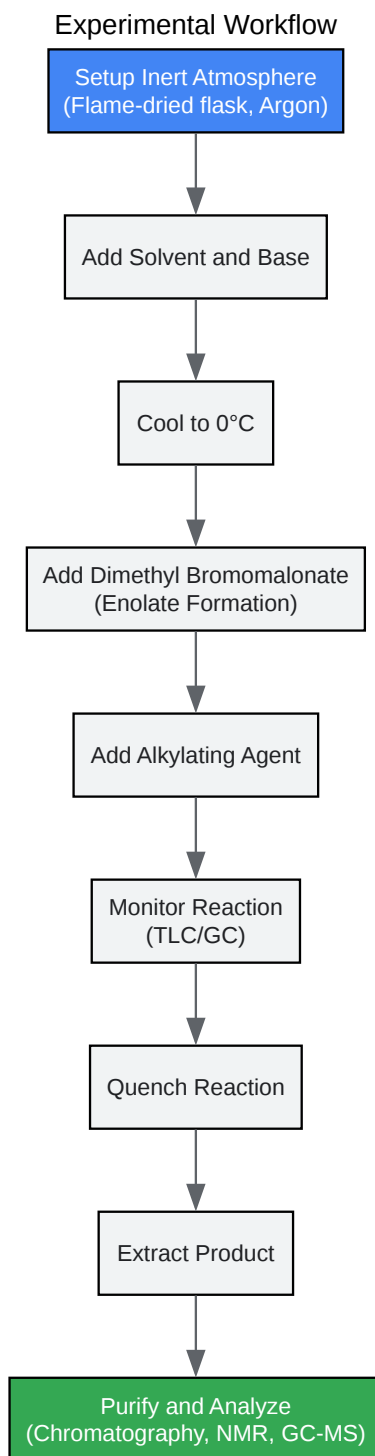 Experimental Workflow
Setup Inert Atmosphere
(Flame-dried flask, Argon)
Add Solvent and Base
Cool to 0°C
Add Dimethyl Bromomalonate
(Enolate Formation)
Add Alkylating Agent
Monitor Reaction
(TLC/GC)
Quench Reaction
Extract Product
Purify and Analyze
(Chromatography, NMR, GC-MS)